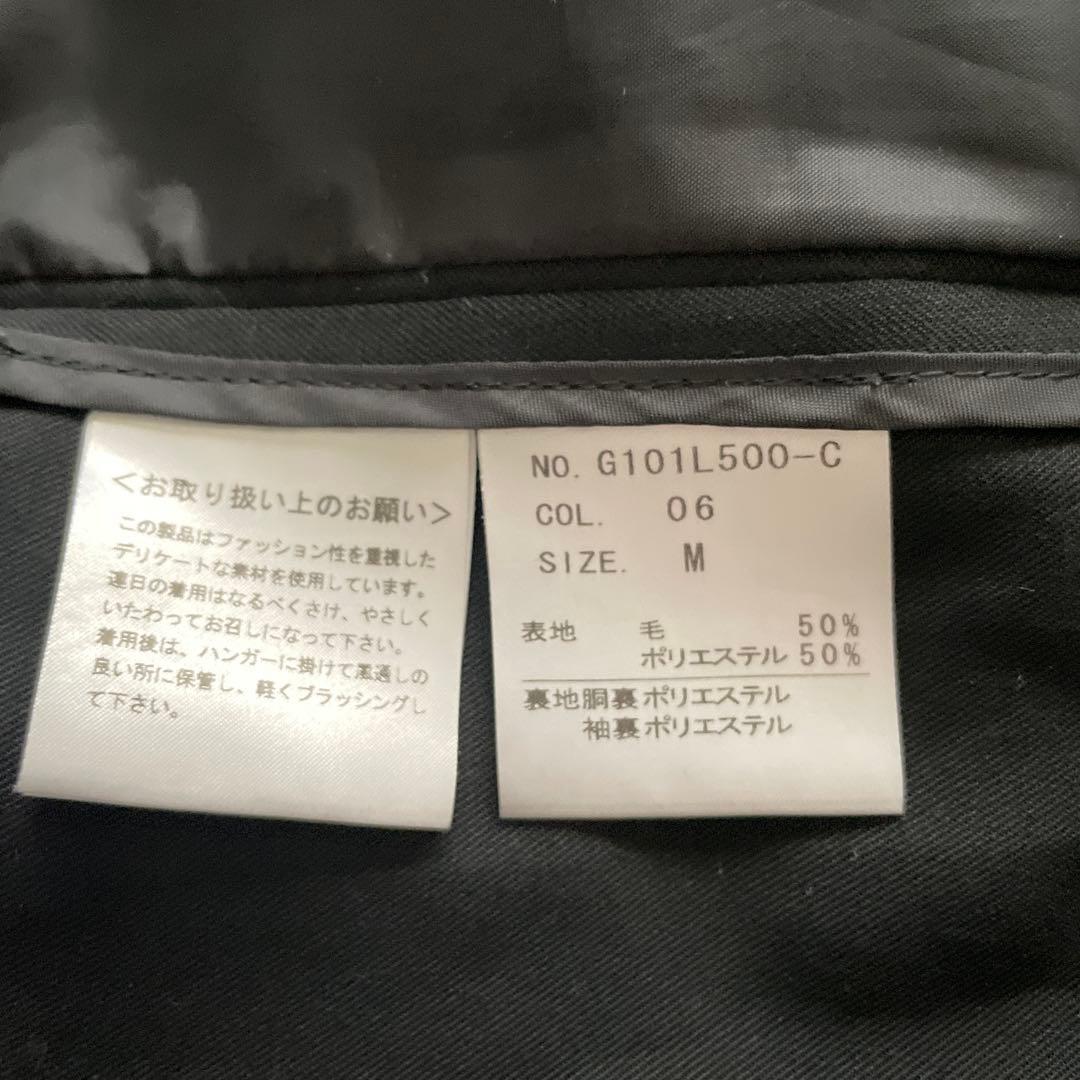 <お取り扱い上のお願い>
この製品はファッション性を重視した
デリケートな素材を使用しています。
連日の着用はなるべくさけ、やさしく
いたわってお召しになって下さい。
着用後は、ハンガーに掛けて風通しの
良い所に保管し、軽くブラッシングし
て下さい。
NO. G101L500-C
COL. 06
SIZE. M
表地 毛 50%
ポリエステル 50%
裏地胴裏ポリエステル
袖裏ポリエステル